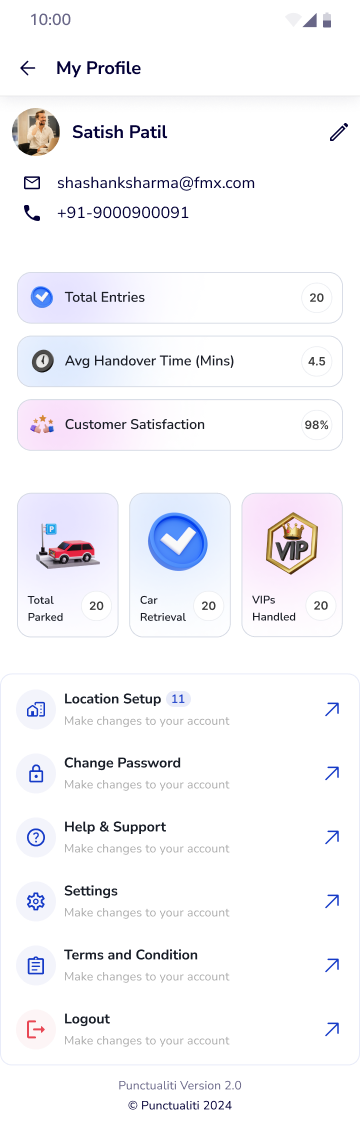 10:00
My Profile
Satish Patil
shashanksharma@fmx.com
+91-9000900091
Total Entries 20
Avg Handover Time (Mins) 4.5
Customer Satisfaction 98%
P
VIP
Total Parked 20
Car Retrieval 20
VIPs Handled 20
Location Setup 11
Make changes to your account
Change Password
Make changes to your account
Help & Support
Make changes to your account
Settings
Make changes to your account
Terms and Condition
Make changes to your account
Logout
Make changes to your account
Punctualiti Version 2.0
© Punctualiti 2024